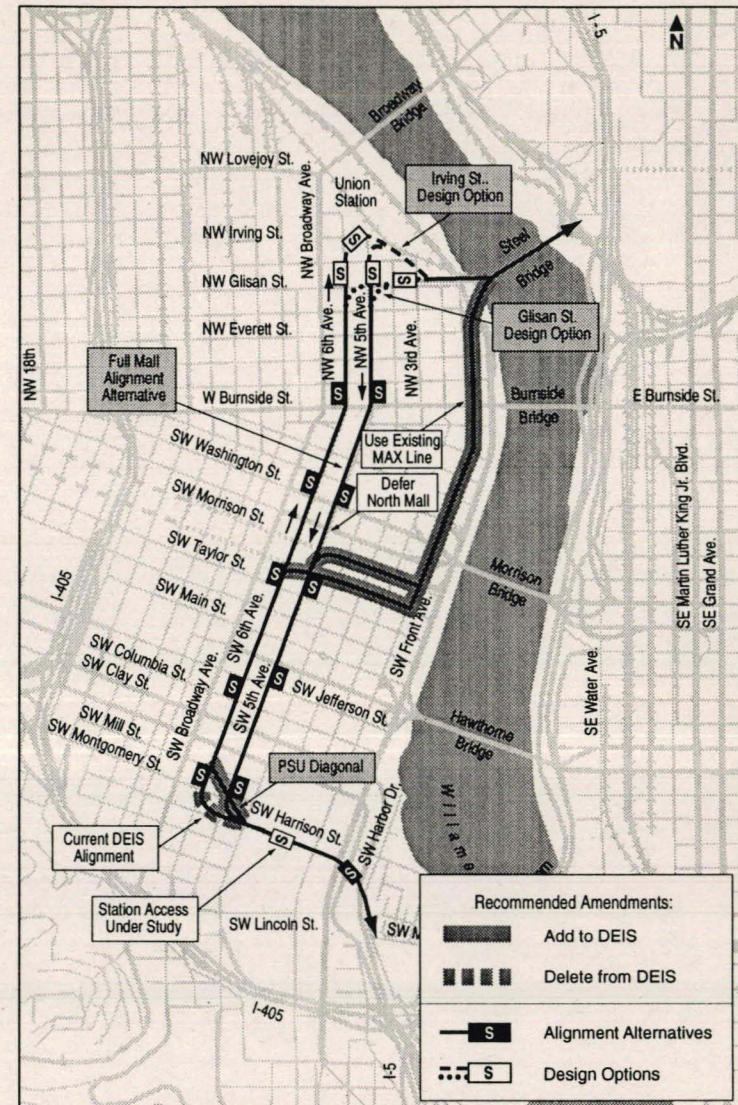 I-5
N
Broadway
Bridge
NW Lovejoy St.
NW Broadway Ave.
Union
Station
Irving St..
Design Option
NW Irving St.
S
Steel
Bridge
NW Glisan St.
S
S
S
NW 6th Ave.
NW 5th Ave.
NW 3rd Ave.
Glisan St.
Design Option
NW Everett St.
NW 18th
Full Mall
Alignment
Alternative
W Burnside St.
S
S
Burnside
Bridge
E Burnside St.
SW Washington St.
Use Existing
MAX Line
S
S
Defer
North Mall
SW Morrison St.
SW Taylor St.
S
S
Morrison
Bridge
SE Martin Luther King Jr. Blvd.
SE Grand Ave.
I-405
SW Main St.
SW 6th Ave.
SW Front Ave.
SW Columbia St.
SW Clay St.
SW Broadway Ave.
S
S
SW 5th Ave.
SW Jefferson St.
Hawthorne
Bridge
SE Water Ave.
SW Mill St.
SW Montgomery St.
S
S
PSU Diagonal
SW Harrison St.
SW Harbor Dr.
Willame
Current DEIS
Alignment
S
S
Station Access
Under Study
SW Lincoln St.
SW M
I-405
I-5
Recommended Amendments:
Add to DEIS
Delete from DEIS
S Alignment Alternatives
S Design Options